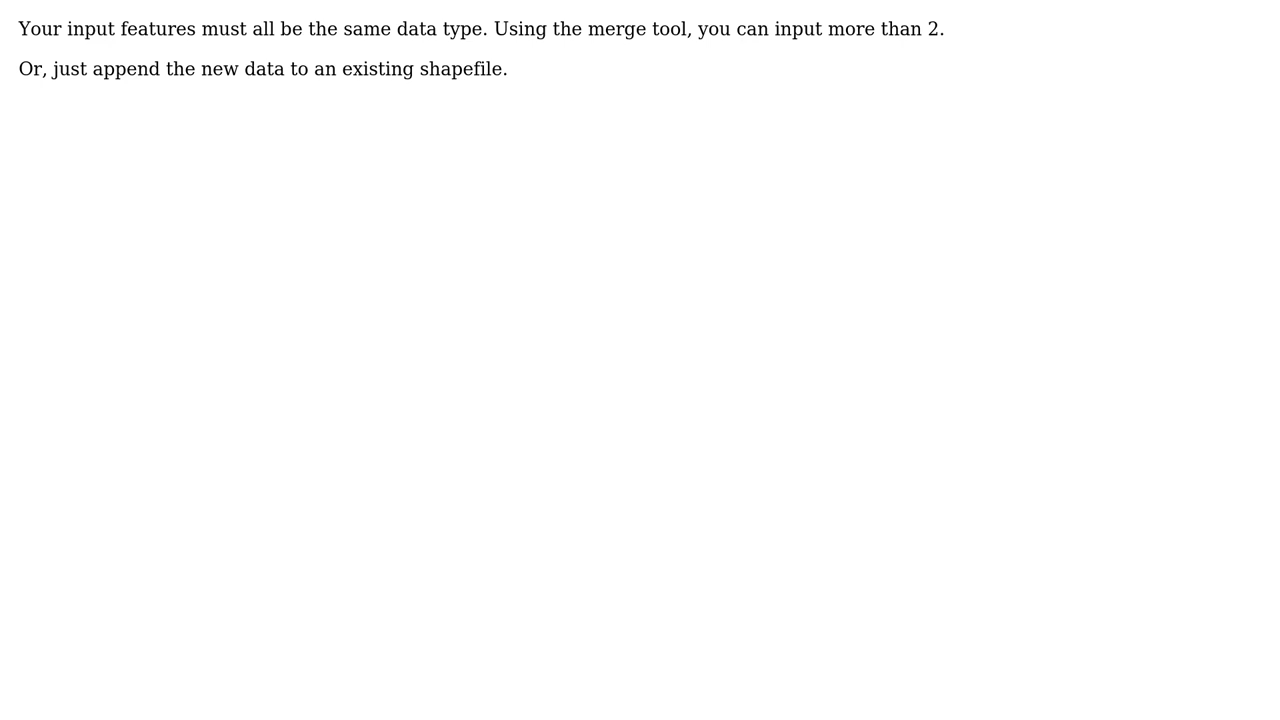 Your input features must all be the same data type. Using the merge tool, you can input more than 2.
Or, just append the new data to an existing shapefile.